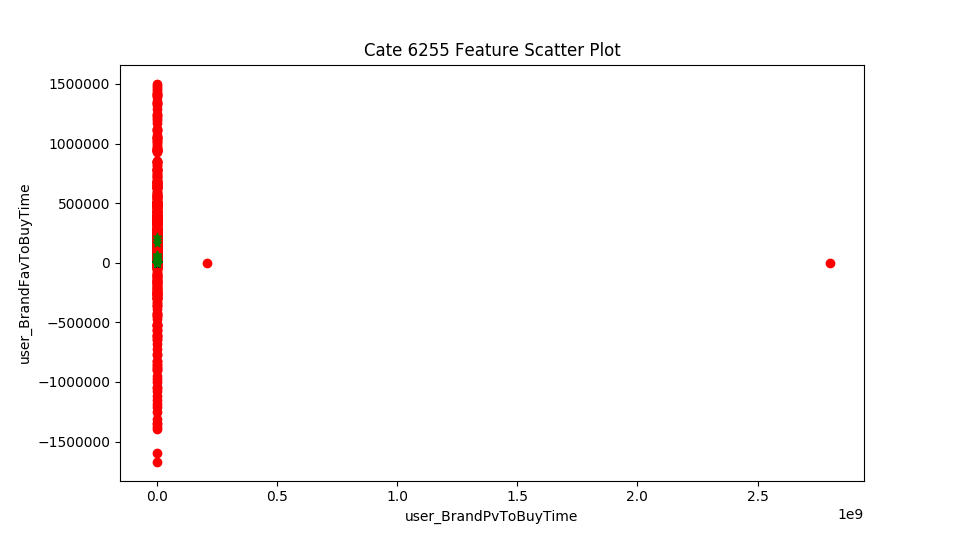 Cate 6255 Feature Scatter Plot
1500000
1000000
500000
0
−500000
−1000000
−1500000
user_BrandFavToBuyTime
0.0 0.5 1.0 1.5 2.0 2.5
1e9
user_BrandPvToBuyTime